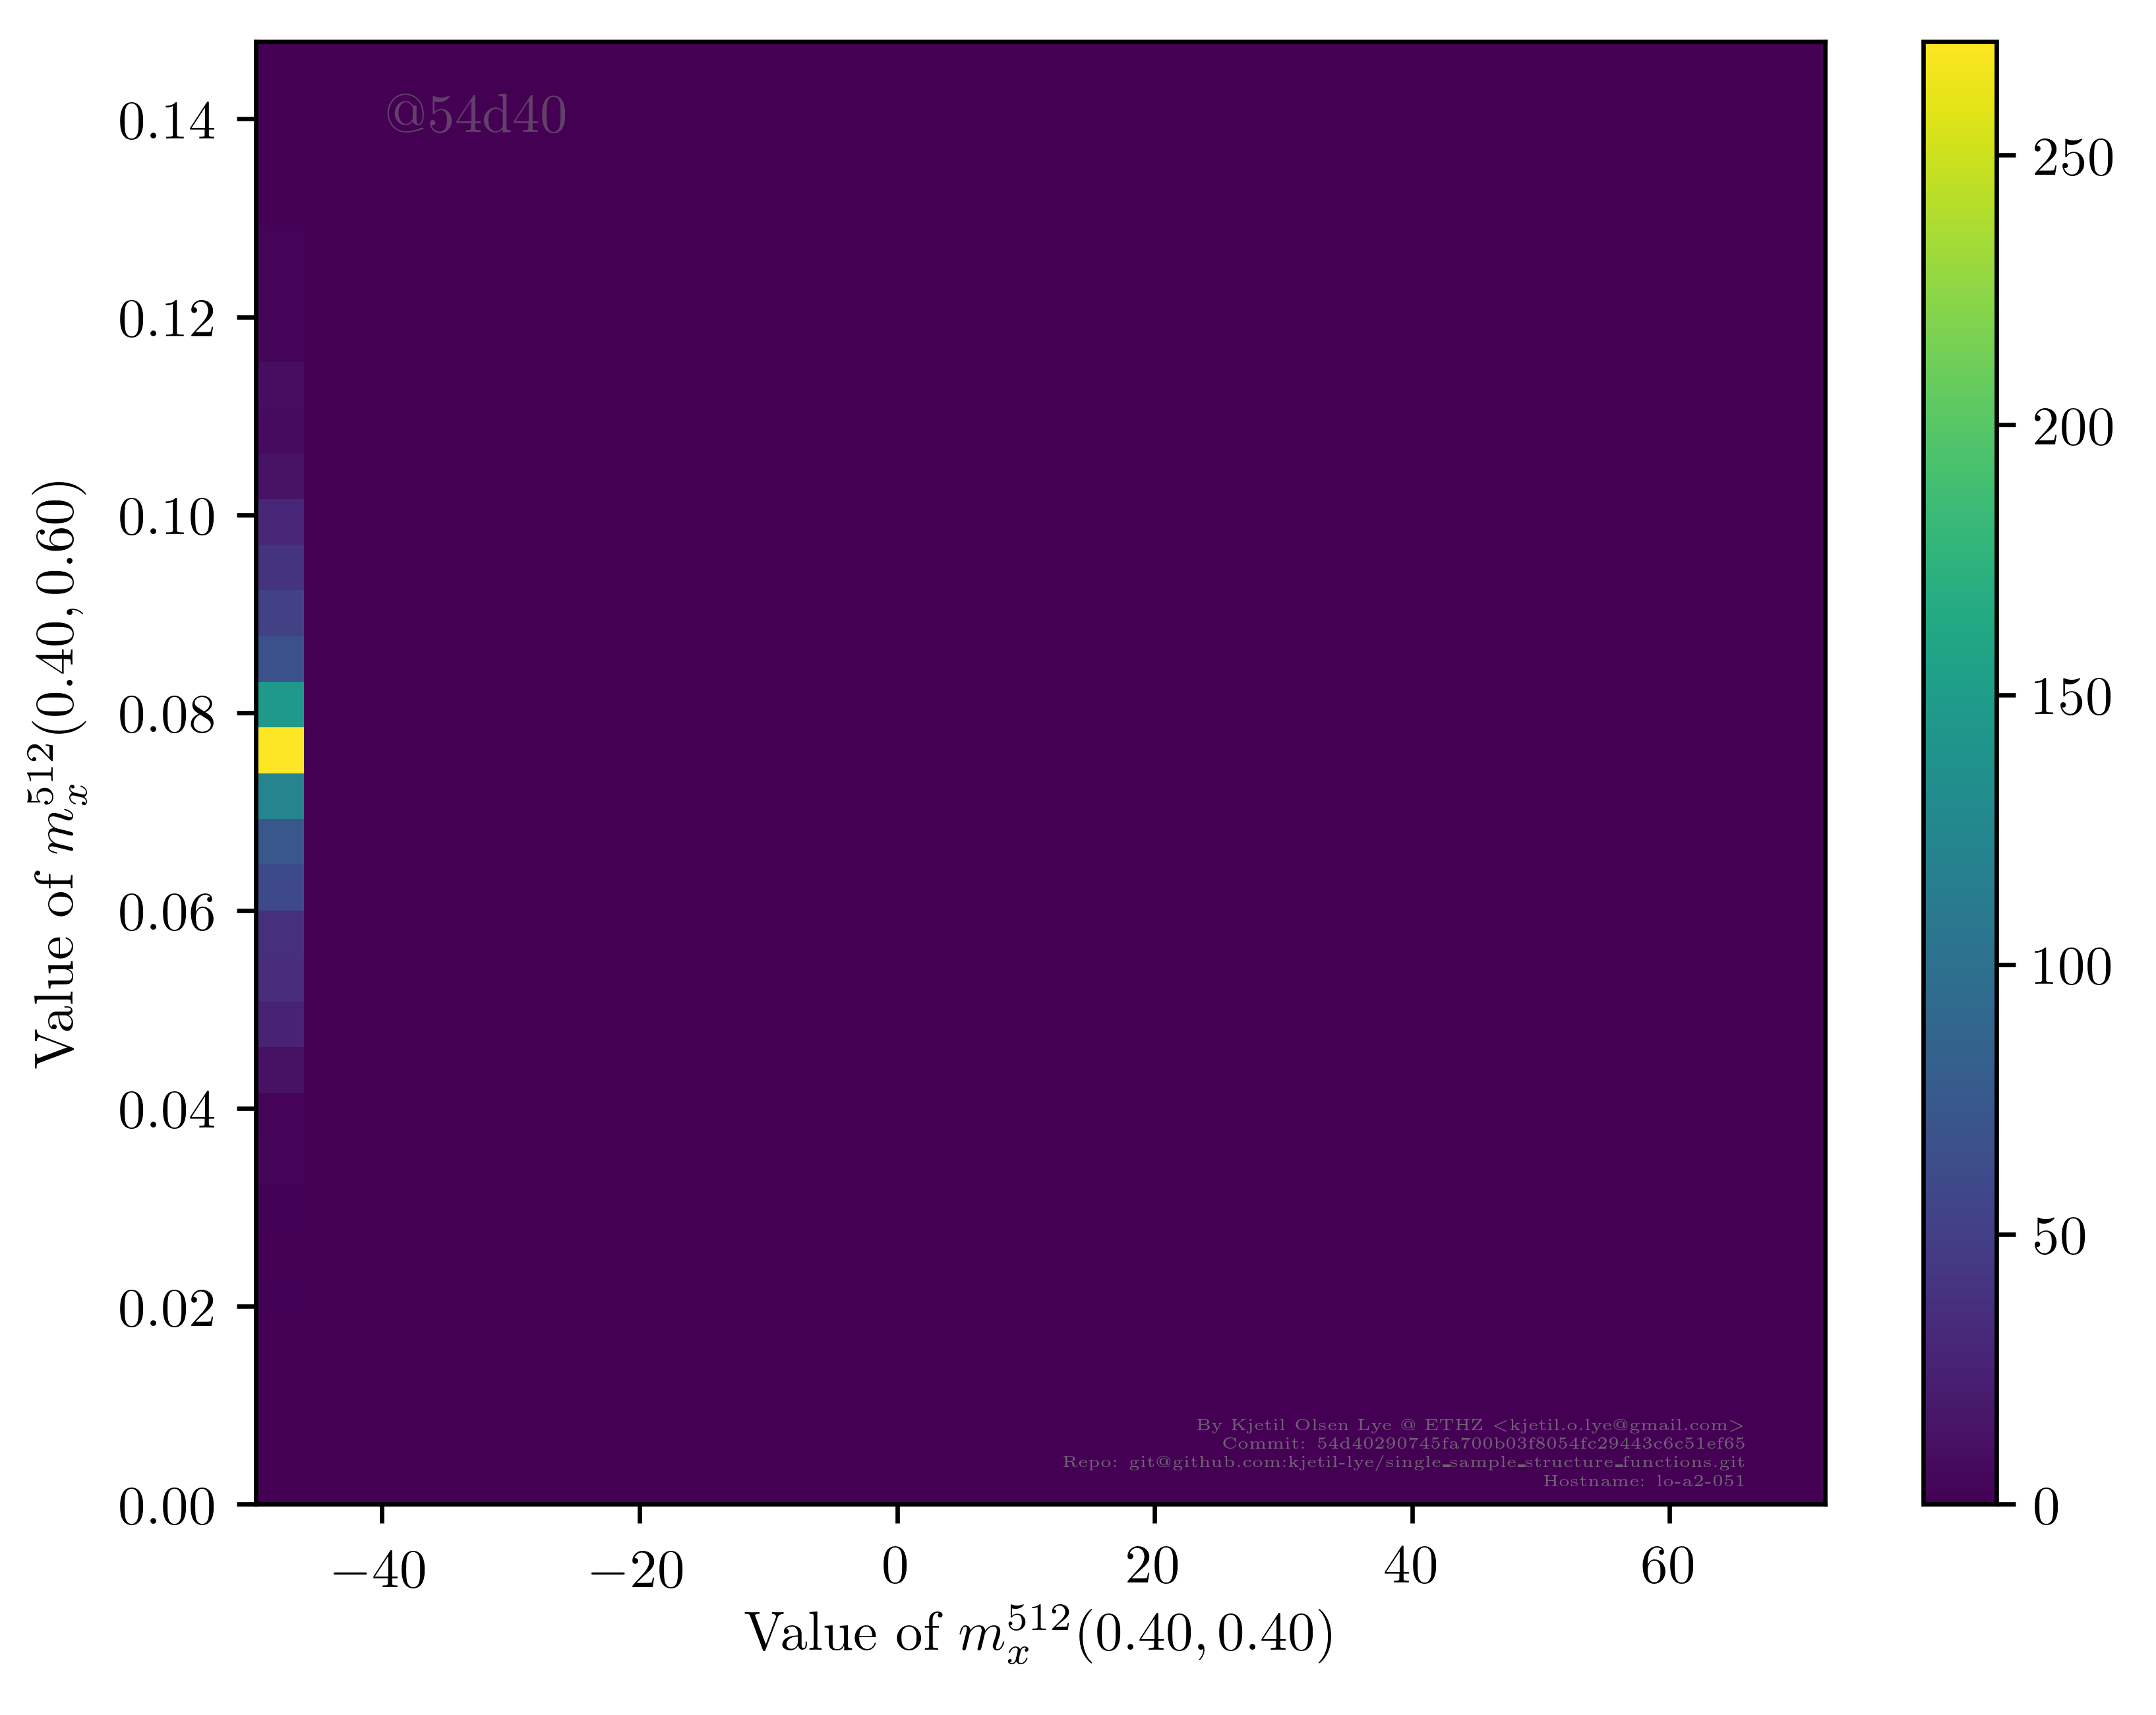 @54d40
0.14
0.12
0.10
0.08
0.06
0.04
0.02
0.00
Value of $m_x^{512}(0.40, 0.60)$
−40 −20 0 20 40 60
Value of $m_x^{512}(0.40, 0.40)$
250
200
150
100
50
0
By Kjetil Olsen Lye @ ETHZ <kjetil.o.lye@gmail.com>
Commit: 54d40290745fa700b03f8054fc29443c6c51ef65
Repo: git@github.com:kjetil-lye/single_sample_structure_functions.git
Hostname: lo-a2-051